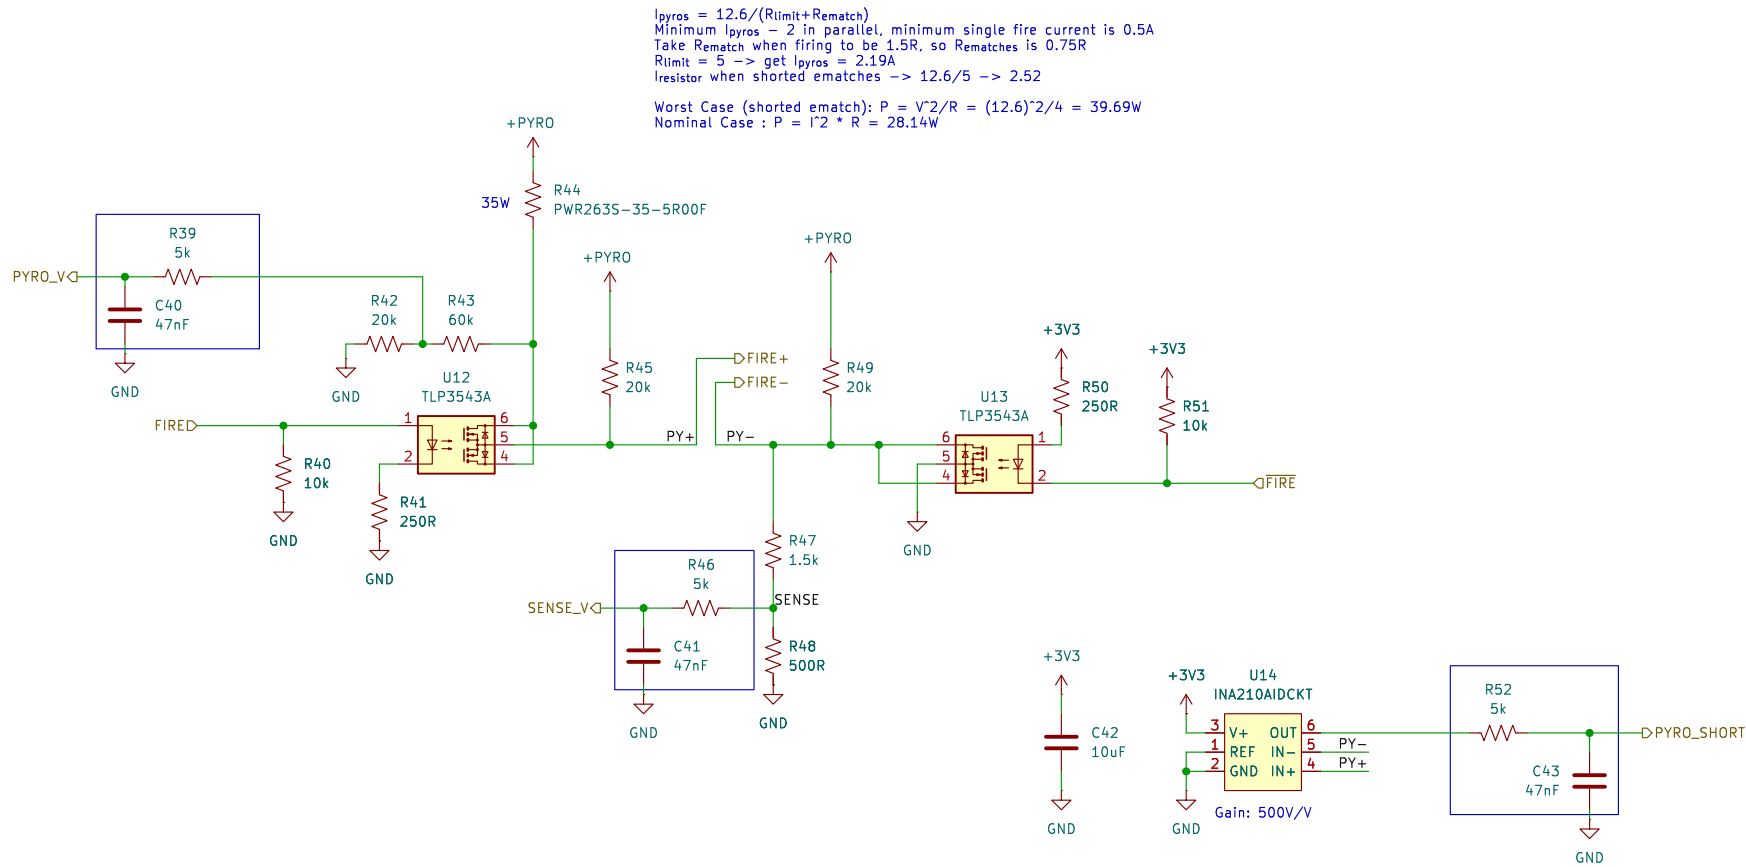 Ipyros = 12.6/(Rlimit+Rematch)
Minimum Ipyros - 2 in parallel, minimum single fire current is 0.5A
Take Rematch when firing to be 1.5R, so Rematches is 0.75R
Rlimit = 5 -> get Ipyros = 2.19A
Iresistor when shorted ematches -> 12.6/5 -> 2.52
Worst Case (shorted ematch): P = V^2/R = (12.6)^2/4 = 39.69W
Nominal Case : P = I^2 * R = 28.14W
+PYRO
R44
35W
PWR263S-35-5R00F
R39
5k
PYRO_V
C40
47nF
GND
R42
20k
R43
60k
GND
+PYRO
R45
20k
+PYRO
R49
20k
FIRE+
FIRE-
PY+
PY-
U12
TLP3543A
1
2
6
5
4
FIRE
R40
10k
GND
R41
250R
GND
U13
TLP3543A
6
5
4
1
2
GND
+3V3
R50
250R
+3V3
R51
10k
FIRE
R47
1.5k
SENSE
R46
5k
SENSE_V
C41
47nF
GND
R48
500R
GND
+3V3
C42
10uF
GND
+3V3
U14
INA210AIDCKT
3 V+ OUT 6
1 REF IN- 5 PY-
2 GND IN+ 4 PY+
GND
Gain: 500V/V
R52
5k
PYRO_SHORT
C43
47nF
GND